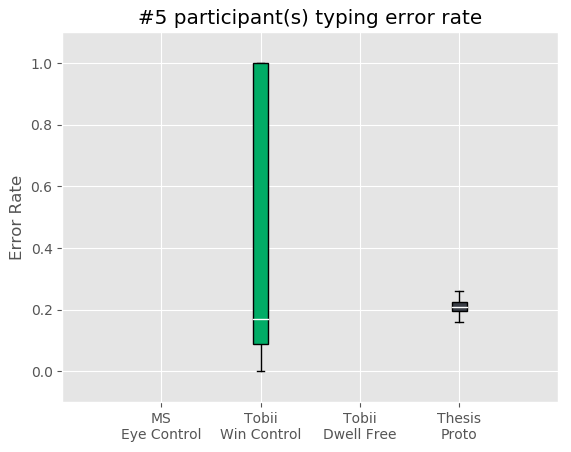 #5 participant(s) typing error rate
1.0
0.8
0.6
0.4
0.2
0.0
Error Rate
MS
Eye Control
Tobii
Win Control
Tobii
Dwell Free
Thesis
Proto